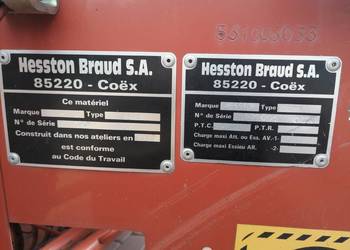 Hesston Braud S.A.
85220 - Coëx
Ce matériel
Marque Type
N° de Série
Construit dans nos ateliers en
est conforme
au Code du Travail
Hesston Braud S.A.
85220 - Coëx
Marque Type
N° de Série
P.T.C. P.T.R.
Charge maxi Att. ou Ess. AV. -1-
Charge maxi Essieu AR. -2-